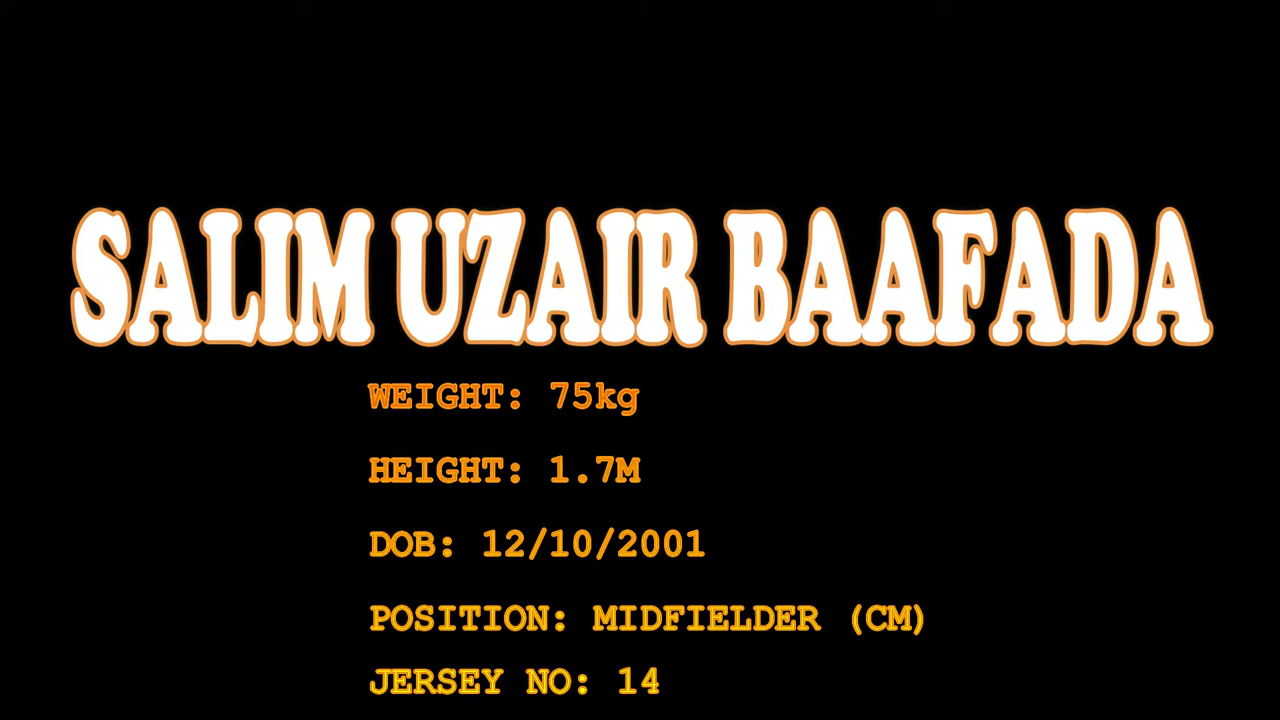 SALIM UZAIR BAAFADA
WEIGHT: 75kg
HEIGHT: 1.7M
DOB: 12/10/2001
POSITION: MIDFIELDER (CM)
JERSEY NO: 14